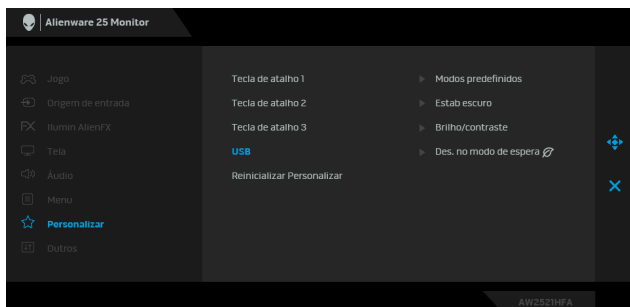 Alienware 25 Monitor
Jogo
Origem de entrada
FX Ilumin AlienFX
Tela
Áudio
Menu
Personalizar
Outros
Tecla de atalho 1 Modos predefinidos
Tecla de atalho 2 Estab escuro
Tecla de atalho 3 Brilho/contraste
USB Des. no modo de espera
Reinicializar Personalizar
AW2521HFA